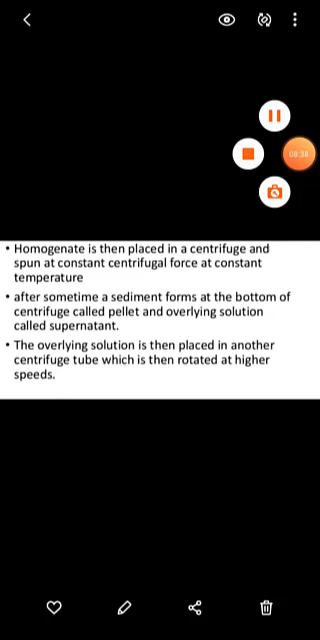 08:38
• Homogenate is then placed in a centrifuge and
spun at constant centrifugal force at constant
temperature
• after sometime a sediment forms at the bottom of
centrifuge called pellet and overlying solution
called supernatant.
• The overlying solution is then placed in another
centrifuge tube which is then rotated at higher
speeds.